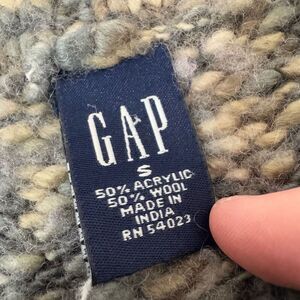 GAP
S
50% ACRYLIC
50% WOOL
MADE IN
INDIA
RN 54023